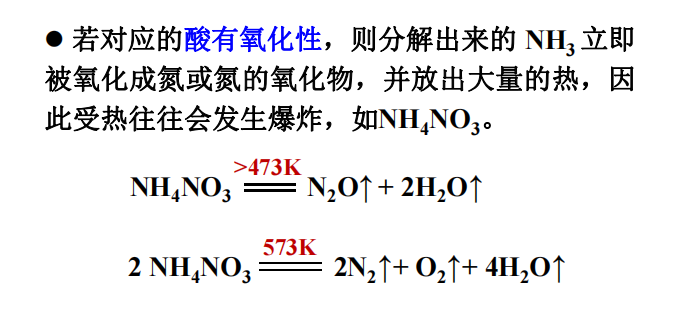 ● 若对应的酸有氧化性，则分解出来的 NH₃ 立即
被氧化成氮或氮的氧化物，并放出大量的热，因
此受热往往会发生爆炸，如NH₄NO₃。
>473K
NH₄NO₃ ══ N₂O↑ + 2H₂O↑
573K
2 NH₄NO₃ ══ 2N₂↑+ O₂↑+ 4H₂O↑